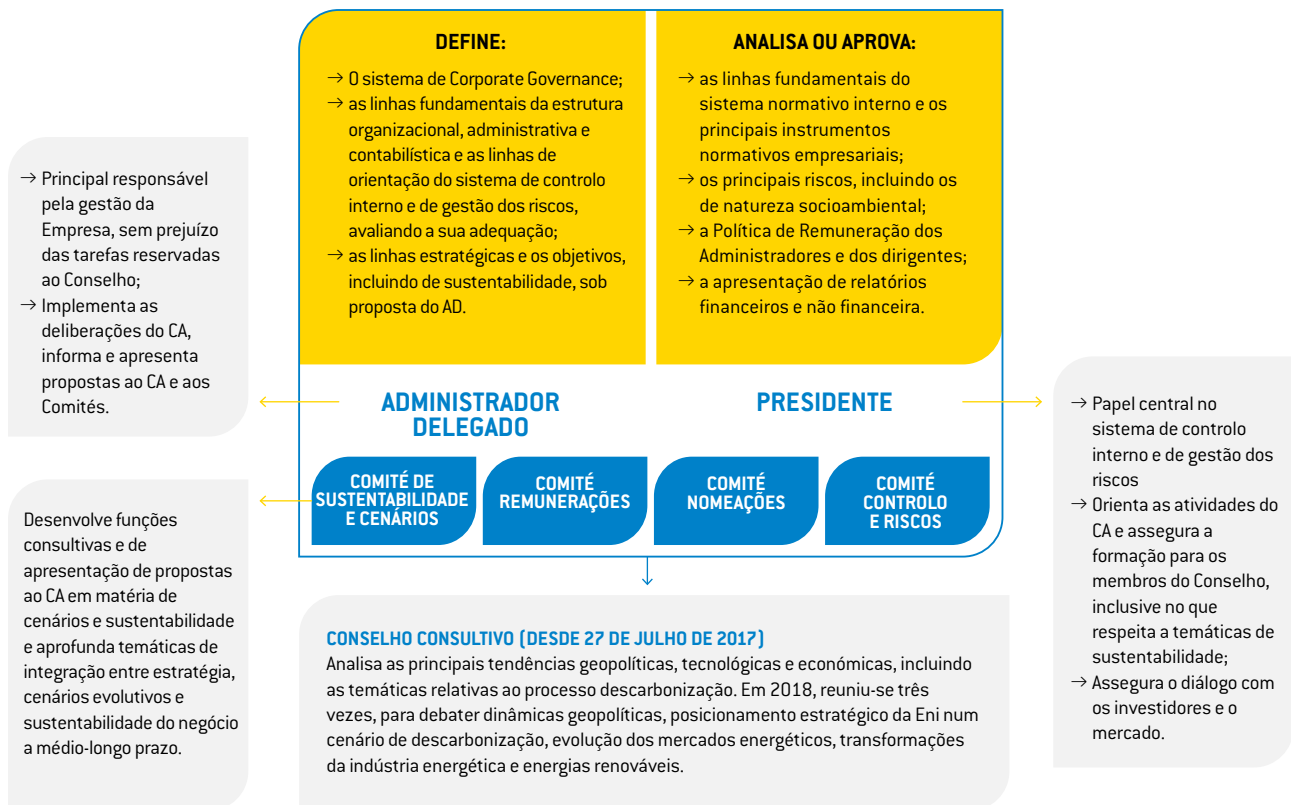 DEFINE:
→ O sistema de Corporate Governance;
→ as linhas fundamentais da estrutura
organizacional, administrativa e
contabilística e as linhas de
orientação do sistema de controlo
interno e de gestão dos riscos,
avaliando a sua adequação;
→ as linhas estratégicas e os objetivos,
incluindo de sustentabilidade, sob
proposta do AD.
ANALISA OU APROVA:
→ as linhas fundamentais do
sistema normativo interno e os
principais instrumentos
normativos empresariais;
→ os principais riscos, incluindo os
de natureza socioambiental;
→ a Política de Remuneração dos
Administradores e dos dirigentes;
→ a apresentação de relatórios
financeiros e não financeira.
→ Principal responsável
pela gestão da
Empresa, sem prejuízo
das tarefas reservadas
ao Conselho;
→ Implementa as
deliberações do CA,
informa e apresenta
propostas ao CA e aos
Comités.
ADMINISTRADOR
DELEGADO
PRESIDENTE
→ Papel central no
sistema de controlo
interno e de gestão dos
riscos
→ Orienta as atividades do
CA e assegura a
formação para os
membros do Conselho,
inclusive no que
respeita a temáticas de
sustentabilidade;
→ Assegura o diálogo com
os investidores e o
mercado.
COMITÉ DE
SUSTENTABILIDADE
E CENÁRIOS
COMITÉ
REMUNERAÇÕES
COMITÉ
NOMEAÇÕES
COMITÉ
CONTROLO
E RISCOS
Desenvolve funções
consultivas e de
apresentação de propostas
ao CA em matéria de
cenários e sustentabilidade
e aprofunda temáticas de
integração entre estratégia,
cenários evolutivos e
sustentabilidade do negócio
a médio-longo prazo.
CONSELHO CONSULTIVO (DESDE 27 DE JULHO DE 2017)
Analisa as principais tendências geopolíticas, tecnológicas e económicas, incluindo
as temáticas relativas ao processo descarbonização. Em 2018, reuniu-se três
vezes, para debater dinâmicas geopolíticas, posicionamento estratégico da Eni num
cenário de descarbonização, evolução dos mercados energéticos, transformações
da indústria energética e energias renováveis.